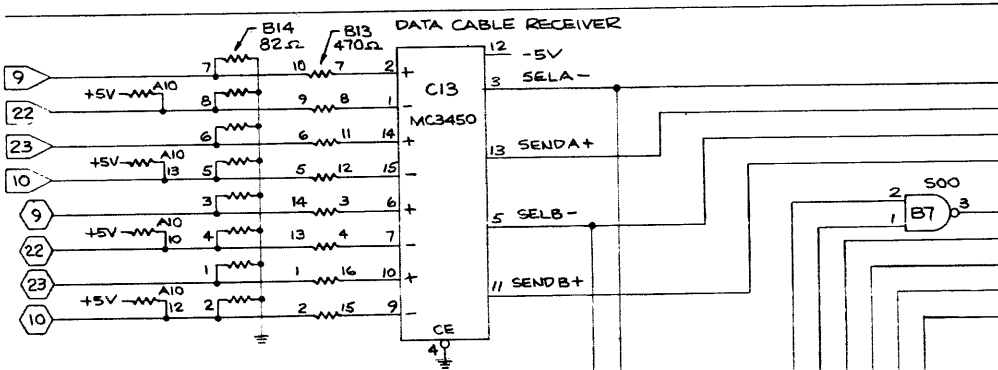 DATA CABLE RECEIVER
B14
82Ω
B13
470Ω
12 -5V
9 7 10 7 2 +
3 SELA-
+5V A10
C13
22 8 9 8 1 -
MC3450
23 6 6 11 14 +
13 SENDA+
+5V A10
10 13 5 5 12 15 -
S00
2
B7 3
1
9 3 14 3 6 +
5 SELB-
+5V A10
22 10 4 13 4 7 -
23 1 1 16 10 +
11 SENDB+
+5V A10
10 12 2 2 15 9 -
CE
4